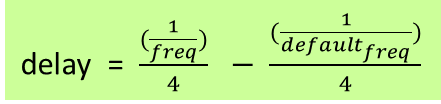 delay = (1/freq)/4 − (1/default_freq)/4